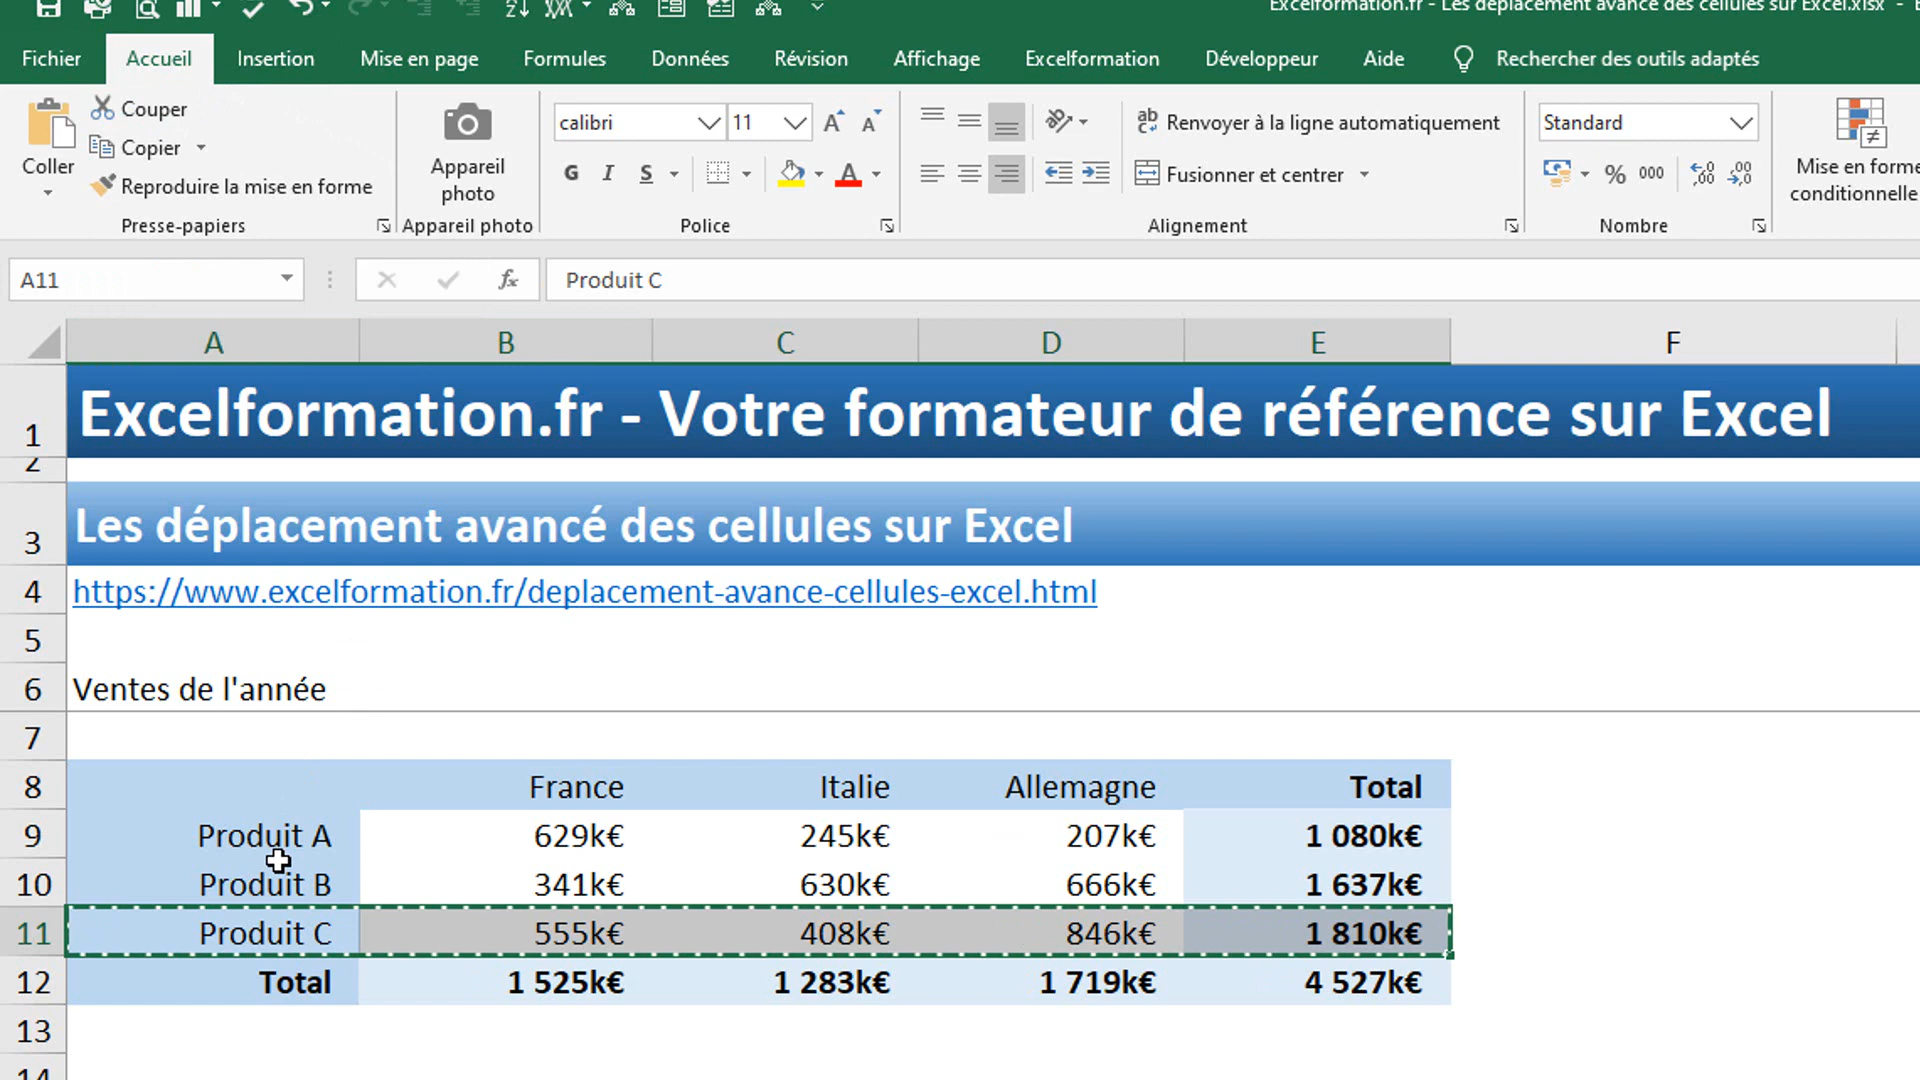 Excelformation.fr - Les déplacement avancé des cellules sur Excel.xlsx -
Fichier Accueil Insertion Mise en page Formules Données Révision Affichage Excelformation Développeur Aide Rechercher des outils adaptés
Couper
Copier
Reproduire la mise en forme
Coller
Presse-papiers
Appareil photo
Appareil photo
calibri 11
G I S
Police
Renvoyer à la ligne automatiquement
Fusionner et centrer
Alignement
Standard
% 000 ,00 ,00
Nombre
Mise en forme
conditionnelle
A11 fx Produit C
A B C D E F
1 Excelformation.fr - Votre formateur de référence sur Excel
2
3 Les déplacement avancé des cellules sur Excel
4 https://www.excelformation.fr/deplacement-avance-cellules-excel.html
5
6 Ventes de l'année
7
8 France Italie Allemagne Total
9 Produit A 629k€ 245k€ 207k€ 1 080k€
10 Produit B 341k€ 630k€ 666k€ 1 637k€
11 Produit C 555k€ 408k€ 846k€ 1 810k€
12 Total 1 525k€ 1 283k€ 1 719k€ 4 527k€
13
14